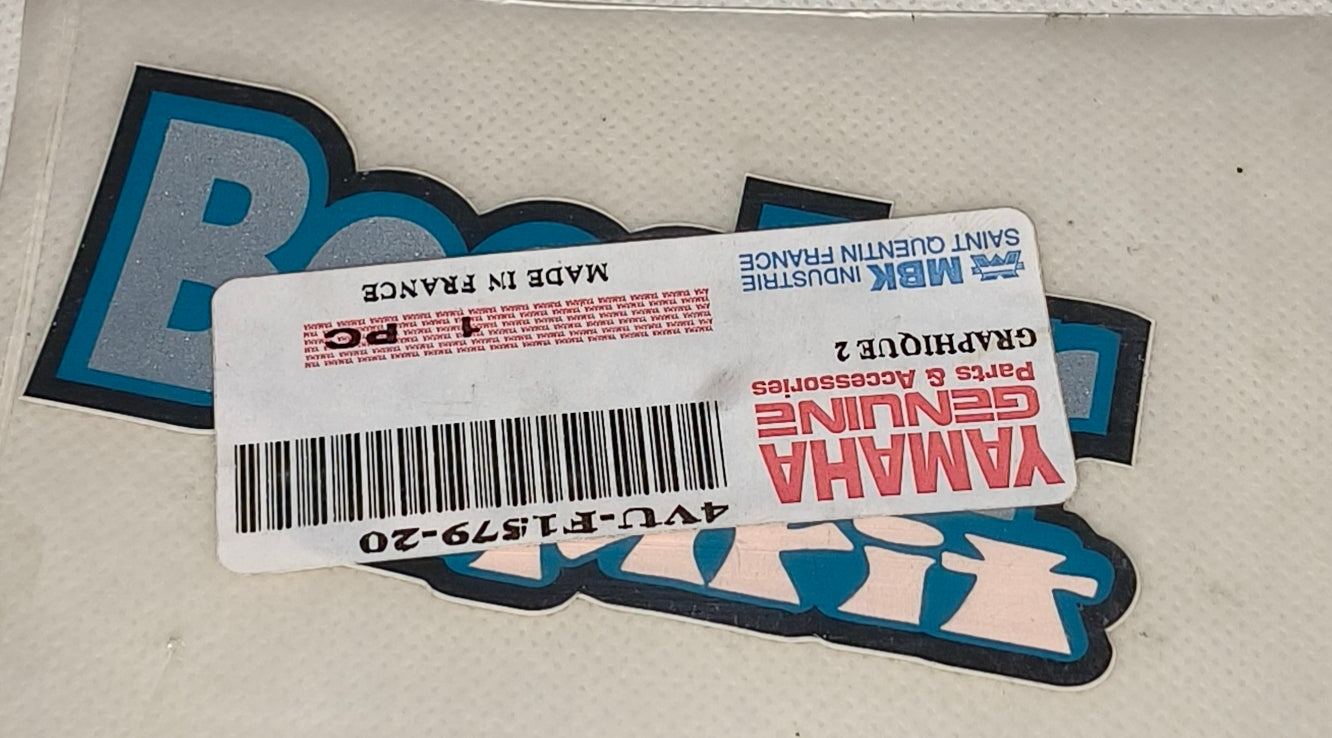 YAMAHA
GENUINE
Parts & Accessories
4VU-F1579-20
GRAPHIQUE 2
1 PC
MBK INDUSTRIE
SAINT QUENTIN FRANCE
MADE IN FRANCE